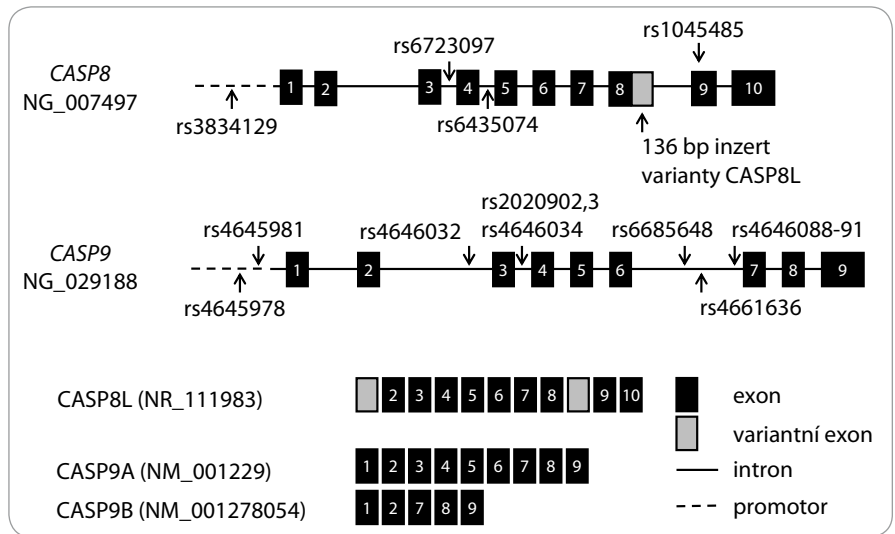 rs1045485
rs6723097
CASP8
NG_007497
1 2 3 4 5 6 7 8 9 10
rs3834129
rs6435074
136 bp inzert
varianty CASP8L
rs2020902,3
rs4645981 rs4646032 rs4646034 rs6685648 rs4646088-91
CASP9
NG_029188
1 2 3 4 5 6 7 8 9
rs4645978
rs4661636
CASP8L (NR_111983) 2 3 4 5 6 7 8 9 10
exon
variantní exon
CASP9A (NM_001229) 1 2 3 4 5 6 7 8 9
intron
CASP9B (NM_001278054) 1 2 7 8 9
promotor